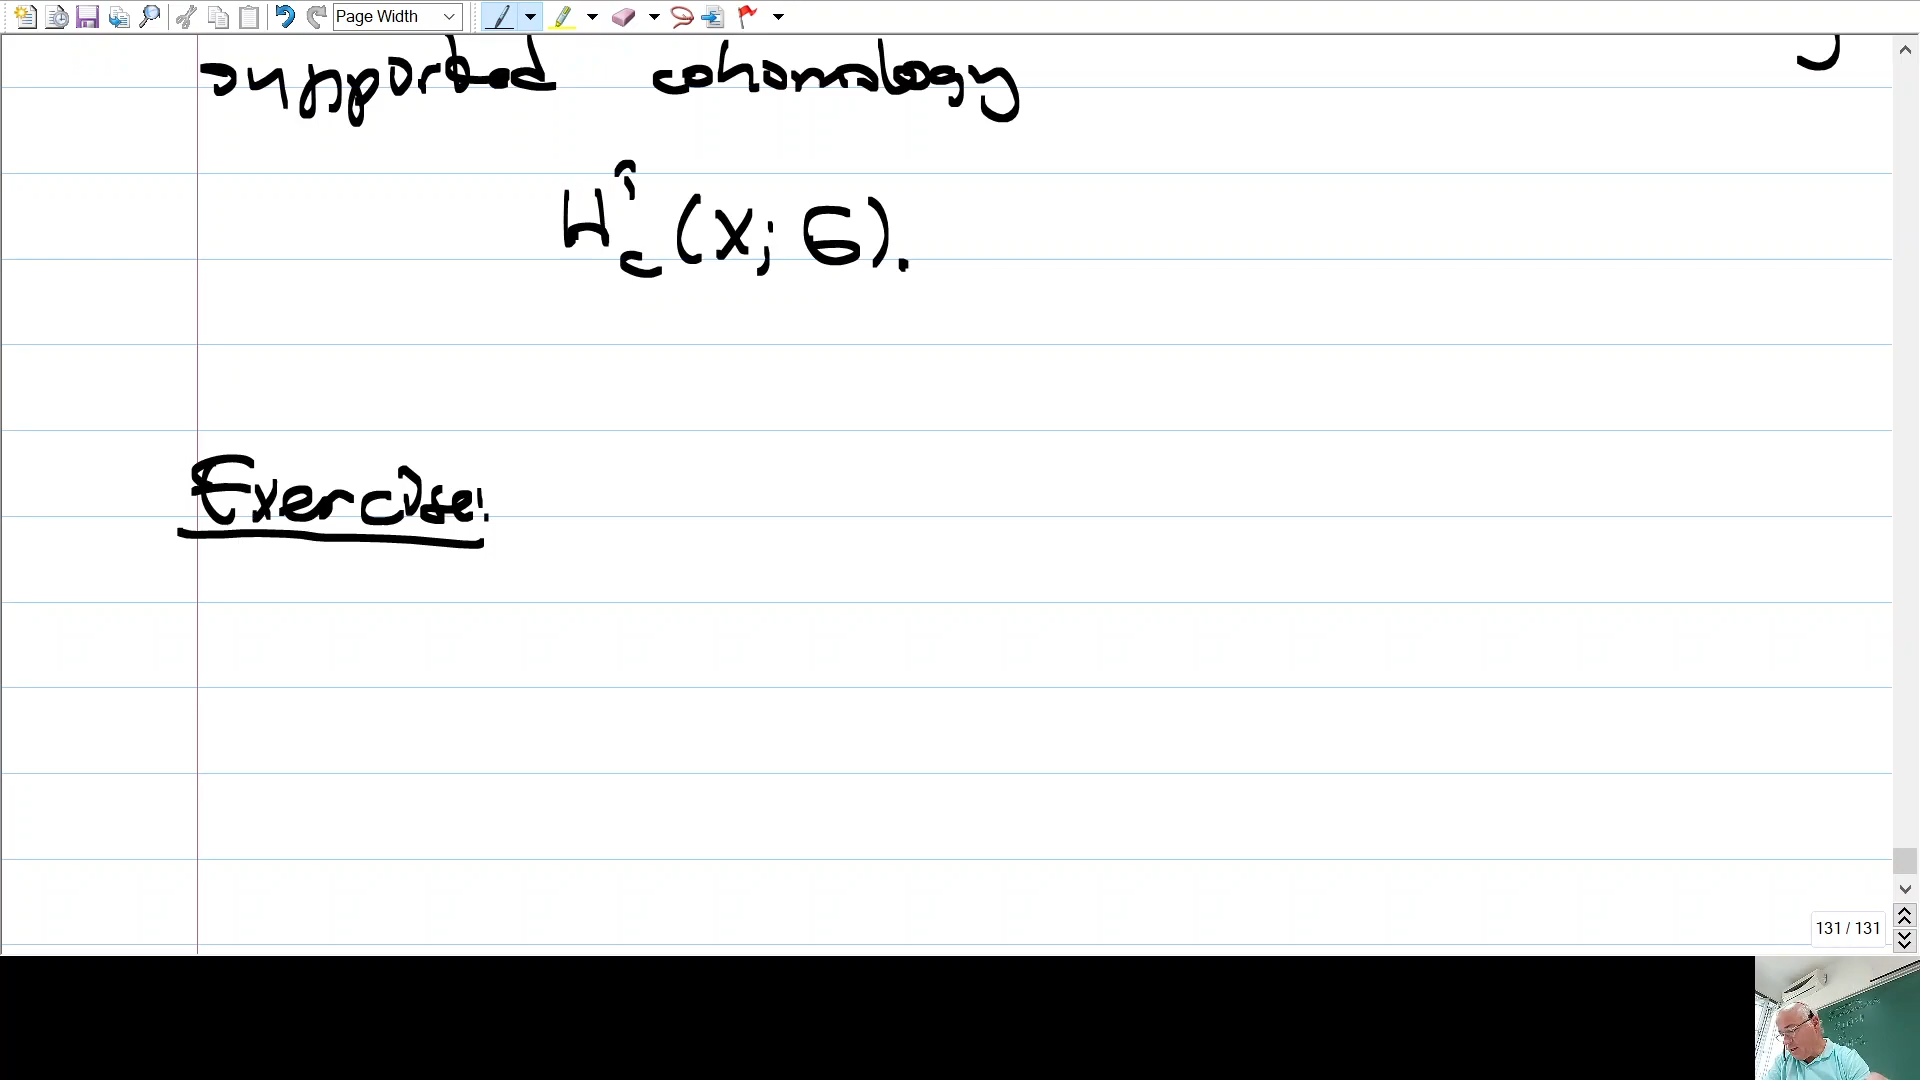 Page Width
supported cohomology
H^i_c (X; G).
Exercise:
131 / 131